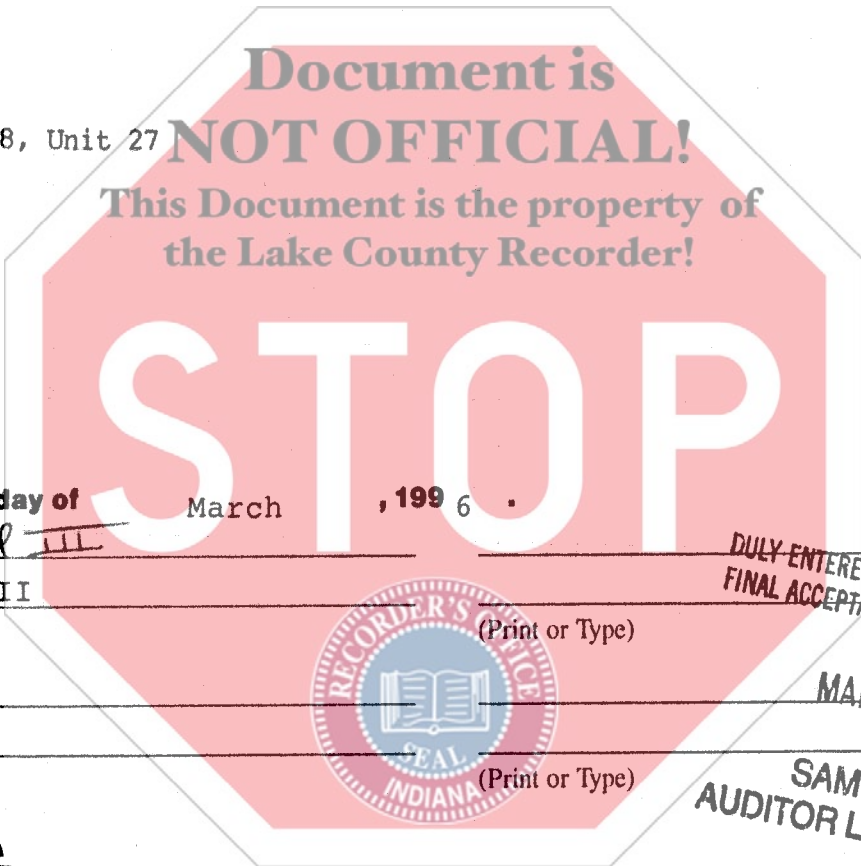 Document is
8, Unit 27 NOT OFFICIAL!
This Document is the property of
the Lake County Recorder!
STOP
day of March , 199 6 .
III
II
DULY ENTERE
FINAL ACCEPT
(Print or Type)
RECORDER'S OFFICE
SEAL
INDIANA
MA
(Print or Type)
SAM
AUDITOR L